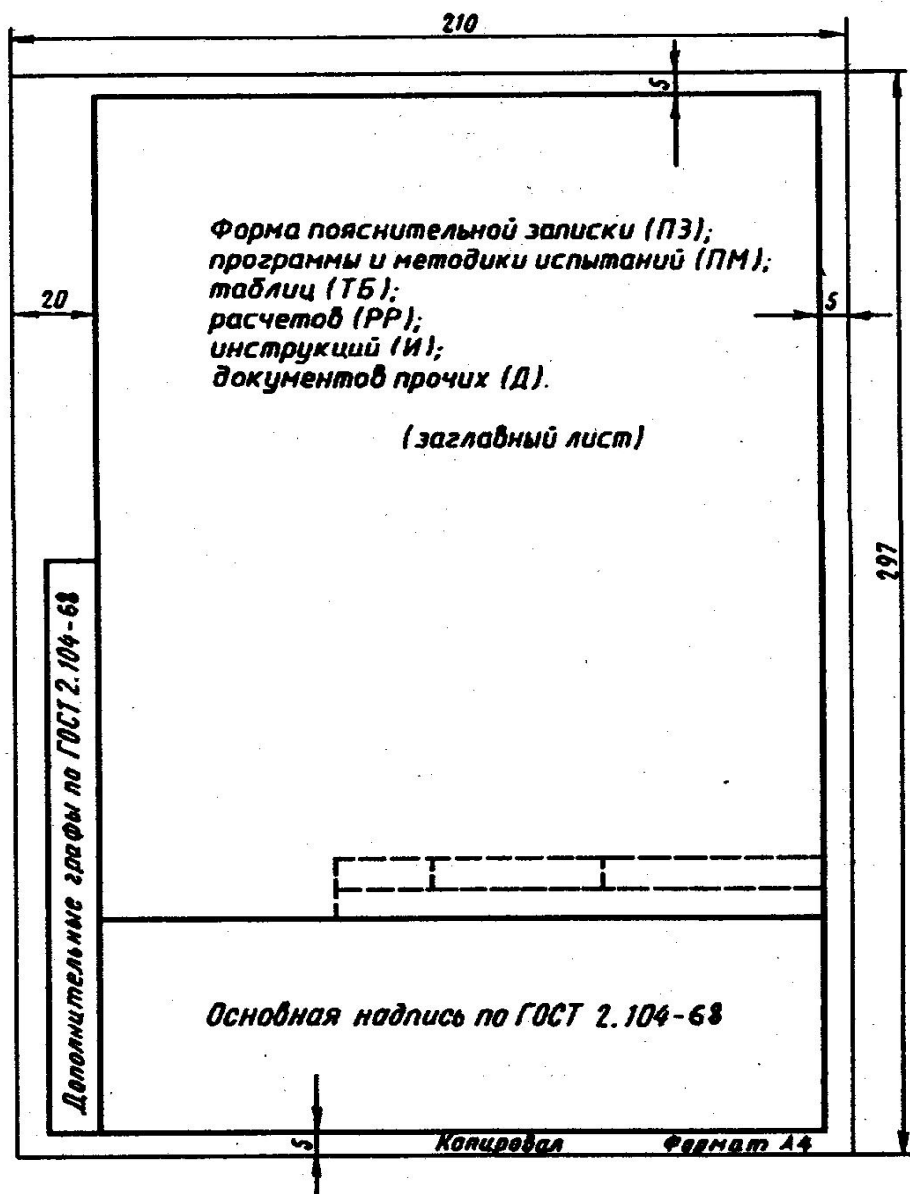 210
5
Форма пояснительной записки (ПЗ);
программы и методики испытаний (ПМ);
таблиц (ТБ);
20
5
расчетов (РР);
инструкций (И);
документов прочих (Д).
(заглавный лист)
297
Дополнительные графы по ГОСТ 2.104-68
Основная надпись по ГОСТ 2.104-68
5
Копировал
Формат А4